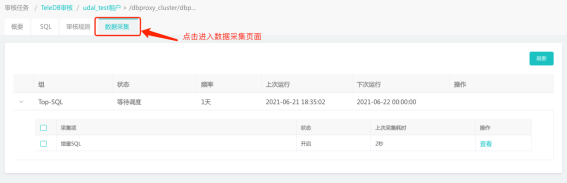 审核任务 / TeleDB审核 / udal_test租户 > /dbproxy_cluster/dbp...
概要 SQL 审核规则 数据采集
点击进入数据采集页面
组 状态 频率 上次运行 下次运行 操作
Top-SQL 等待调度 1天 2021-06-21 18:35:02 2021-06-22 00:00:00
采集项 状态 上次采集耗时 操作
增量SQL 开启 2秒 查看